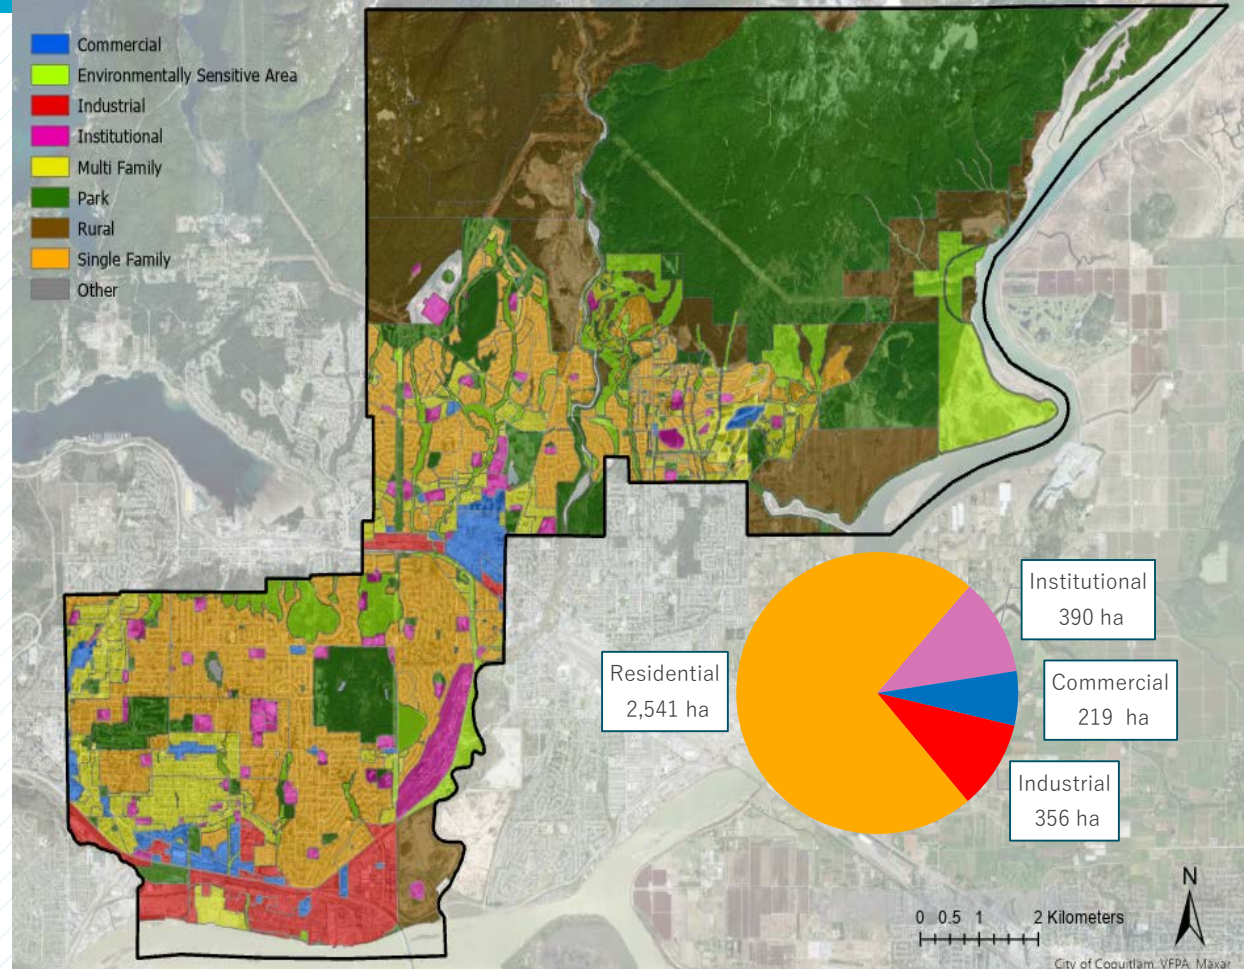 Commercial
Environmentally Sensitive Area
Industrial
Institutional
Multi Family
Park
Rural
Single Family
Other
Institutional
390 ha
Residential
2,541 ha
Commercial
219 ha
Industrial
356 ha
N
0 0.5 1 2 Kilometers
City of Coquitlam, VFPA, Maxar